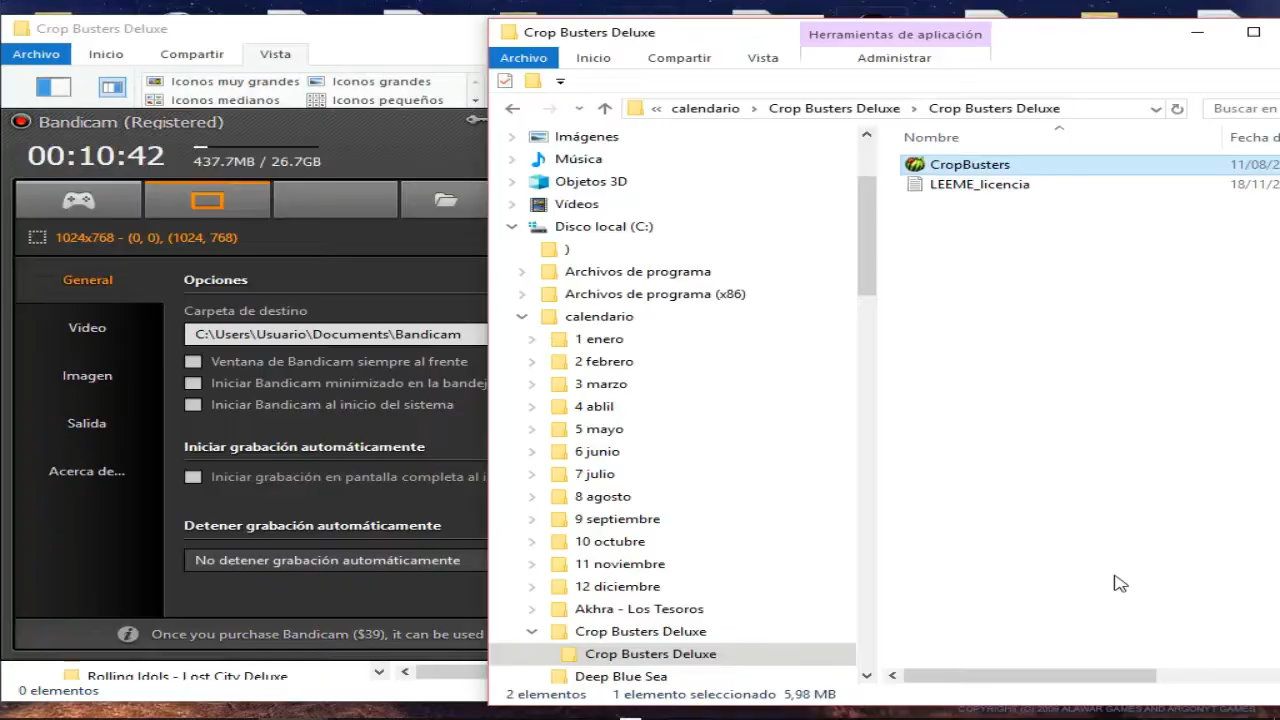 Crop Busters Deluxe
Archivo Inicio Compartir Vista
Iconos muy grandes Iconos grandes
Iconos medianos Iconos pequeños
Bandicam (Registered)
00:10:42 437.7MB / 26.7GB
1024x768 - (0, 0), (1024, 768)
General
Video
Imagen
Salida
Acerca de...
Opciones
Carpeta de destino
C:\Users\Usuario\Documents\Bandicam
Ventana de Bandicam siempre al frente
Iniciar Bandicam minimizado en la bandej
Iniciar Bandicam al inicio del sistema
Iniciar grabación automáticamente
Iniciar grabación en pantalla completa al i
Detener grabación automáticamente
No detener grabación automáticamente
Once you purchase Bandicam ($39), it can be used
Rolling Idols - Lost City Deluxe
0 elementos
Crop Busters Deluxe
Herramientas de aplicación
Archivo Inicio Compartir Vista Administrar
« calendario > Crop Busters Deluxe > Crop Busters Deluxe
Buscar en
Imágenes
Música
Objetos 3D
Vídeos
Disco local (C:)
)
Archivos de programa
Archivos de programa (x86)
calendario
1 enero
2 febrero
3 marzo
4 ablil
5 mayo
6 junio
7 julio
8 agosto
9 septiembre
10 octubre
11 noviembre
12 diciembre
Akhra - Los Tesoros
Crop Busters Deluxe
Crop Busters Deluxe
Deep Blue Sea
Nombre Fecha d
CropBusters 11/08/2
LEEME_licencia 18/11/2
2 elementos 1 elemento seleccionado 5,98 MB
COPYRIGHT (C) 2009 ALAWAR GAMES AND ARGONYT GAMES